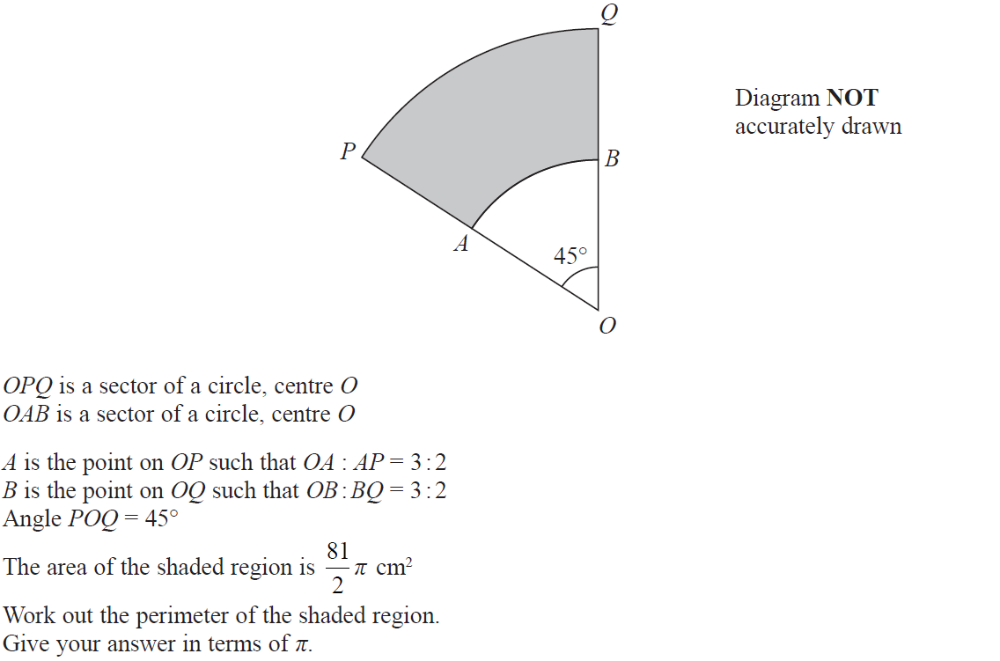 Q
Diagram NOT
accurately drawn
P
B
A
45°
O
OPQ is a sector of a circle, centre O
OAB is a sector of a circle, centre O
A is the point on OP such that OA : AP = 3 : 2
B is the point on OQ such that OB : BQ = 3 : 2
Angle POQ = 45°
The area of the shaded region is 81/2 π cm²
Work out the perimeter of the shaded region.
Give your answer in terms of π.